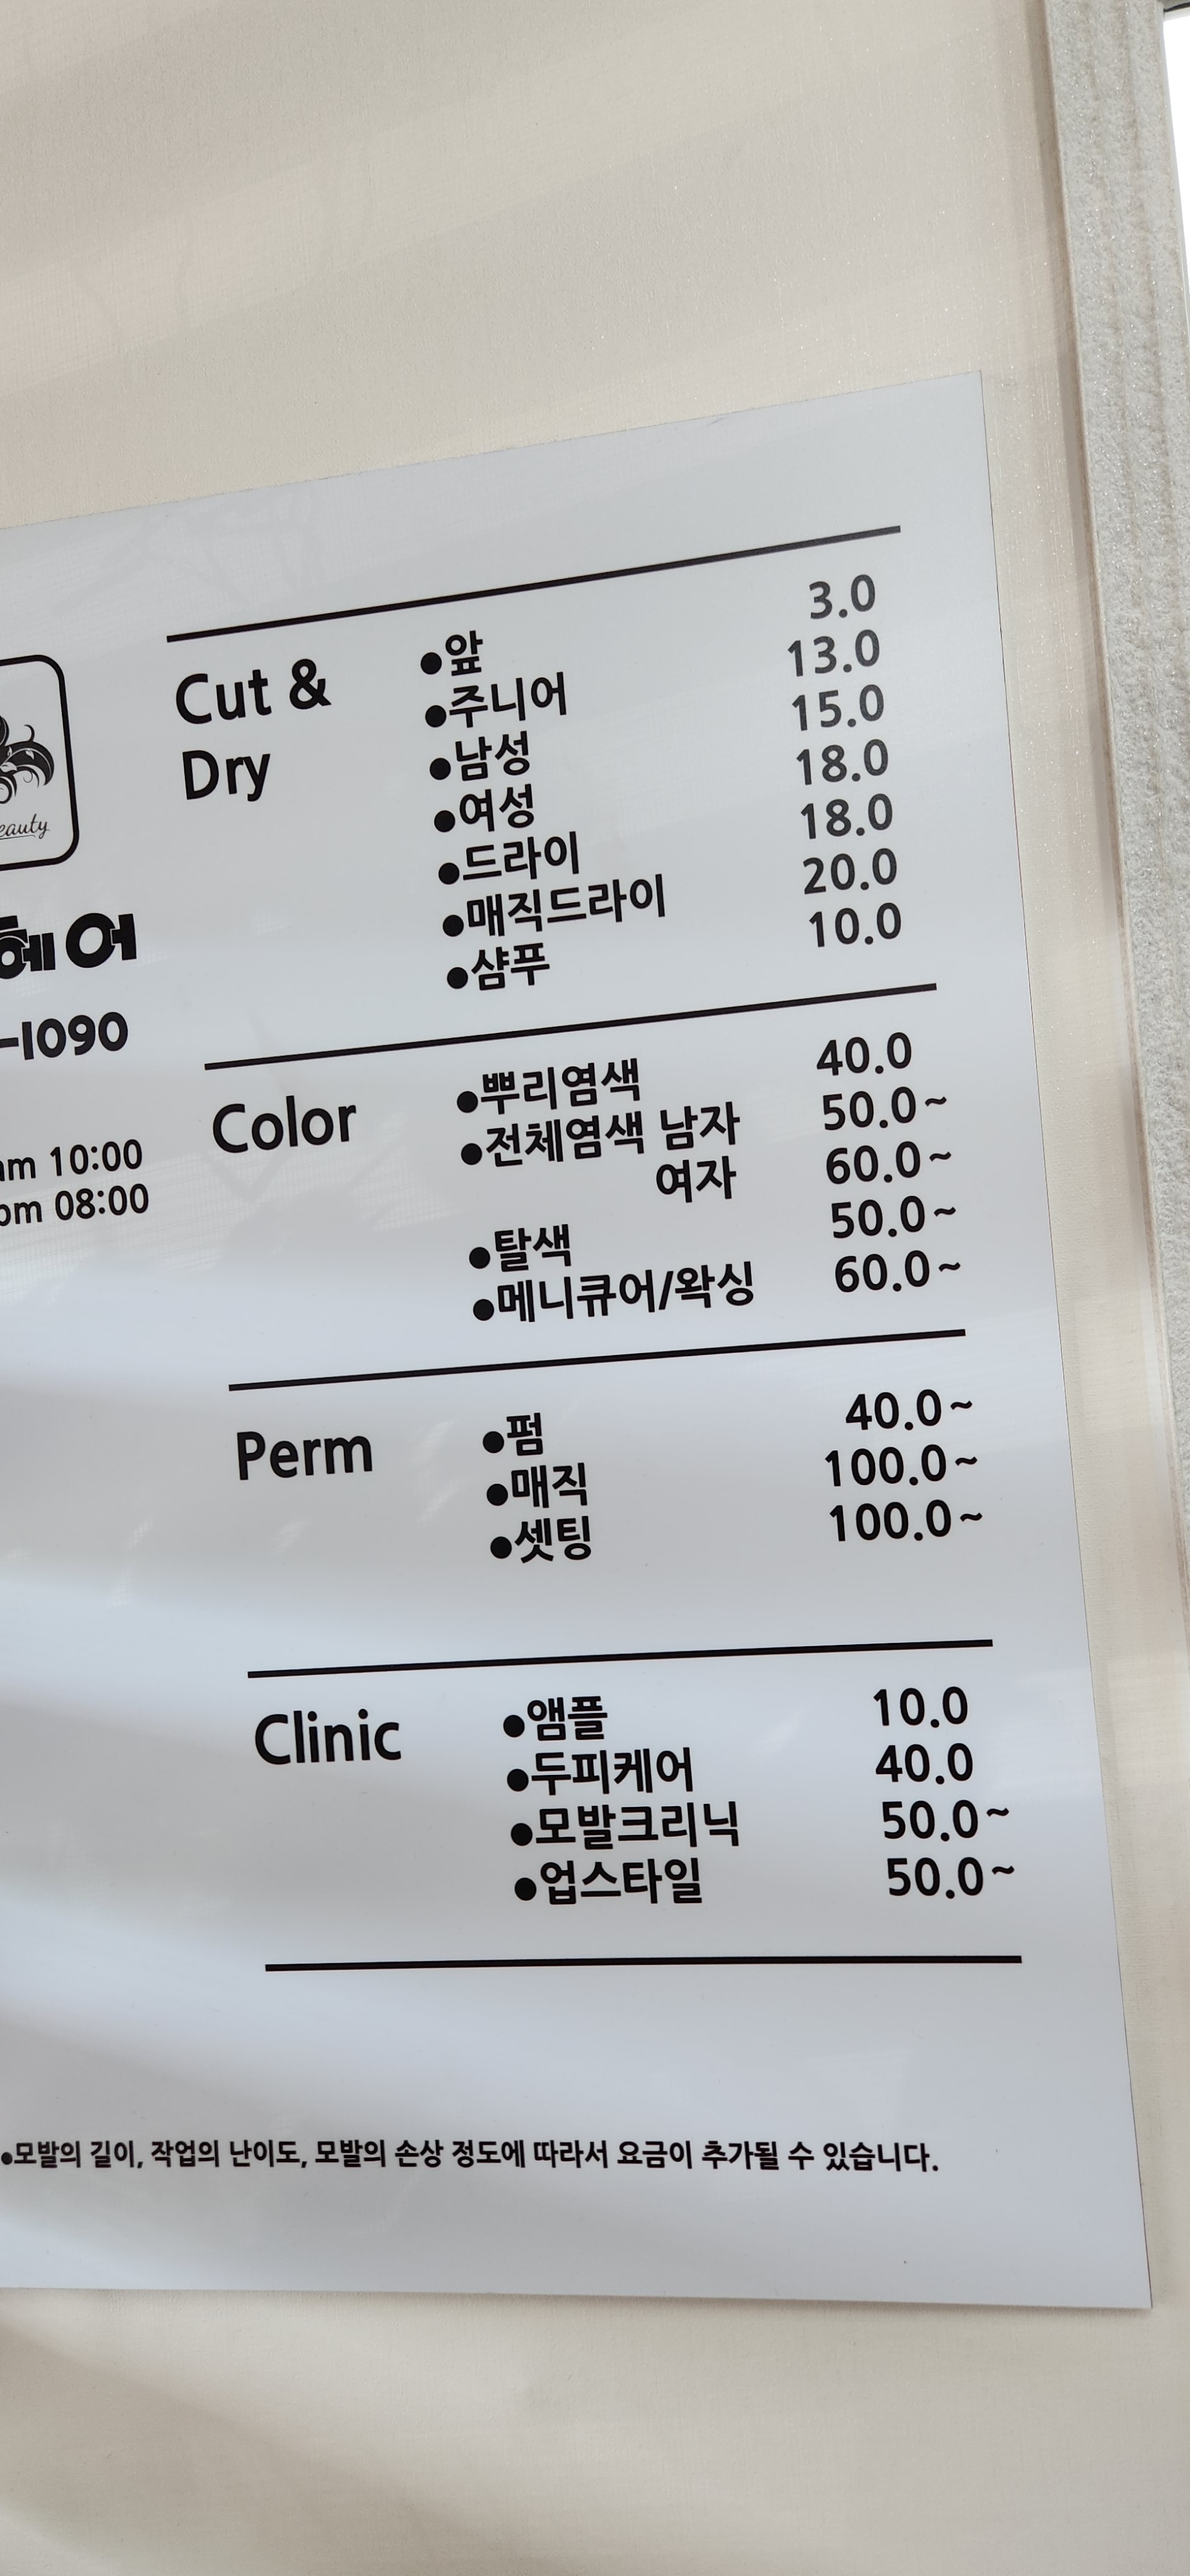 eauty
헤어
-1090
am 10:00
pm 08:00
Cut &
Dry
●앞 3.0
●주니어 13.0
●남성 15.0
●여성 18.0
●드라이 18.0
●매직드라이 20.0
●샴푸 10.0
Color
●뿌리염색 40.0
●전체염색 남자 50.0~
여자 60.0~
●탈색 50.0~
●메니큐어/왁싱 60.0~
Perm
●펌 40.0~
●매직 100.0~
●셋팅 100.0~
Clinic
●앰플 10.0
●두피케어 40.0
●모발크리닉 50.0~
●업스타일 50.0~
●모발의 길이, 작업의 난이도, 모발의 손상 정도에 따라서 요금이 추가될 수 있습니다.